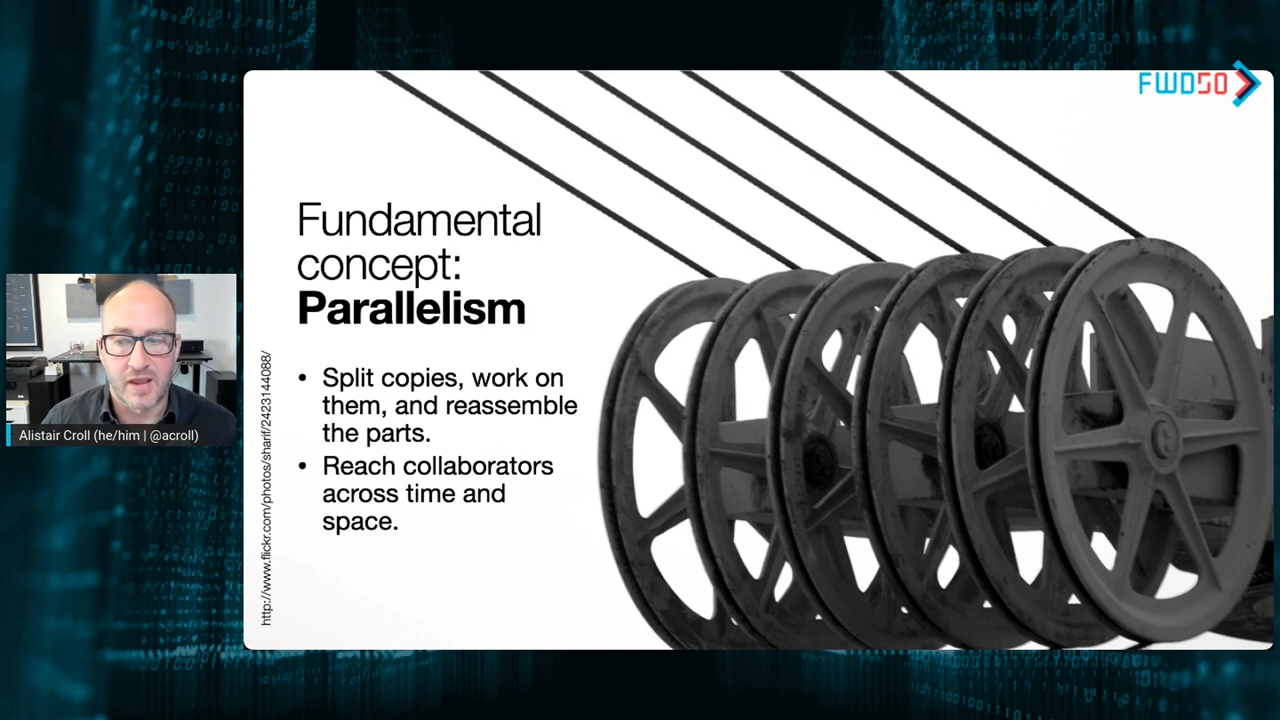 FWD50
Fundamental
concept:
Parallelism
• Split copies, work on
them, and reassemble
the parts.
• Reach collaborators
across time and
space.
http://www.flickr.com/photos/sharif/2423144088/
Alistair Croll (he/him | @acroll)